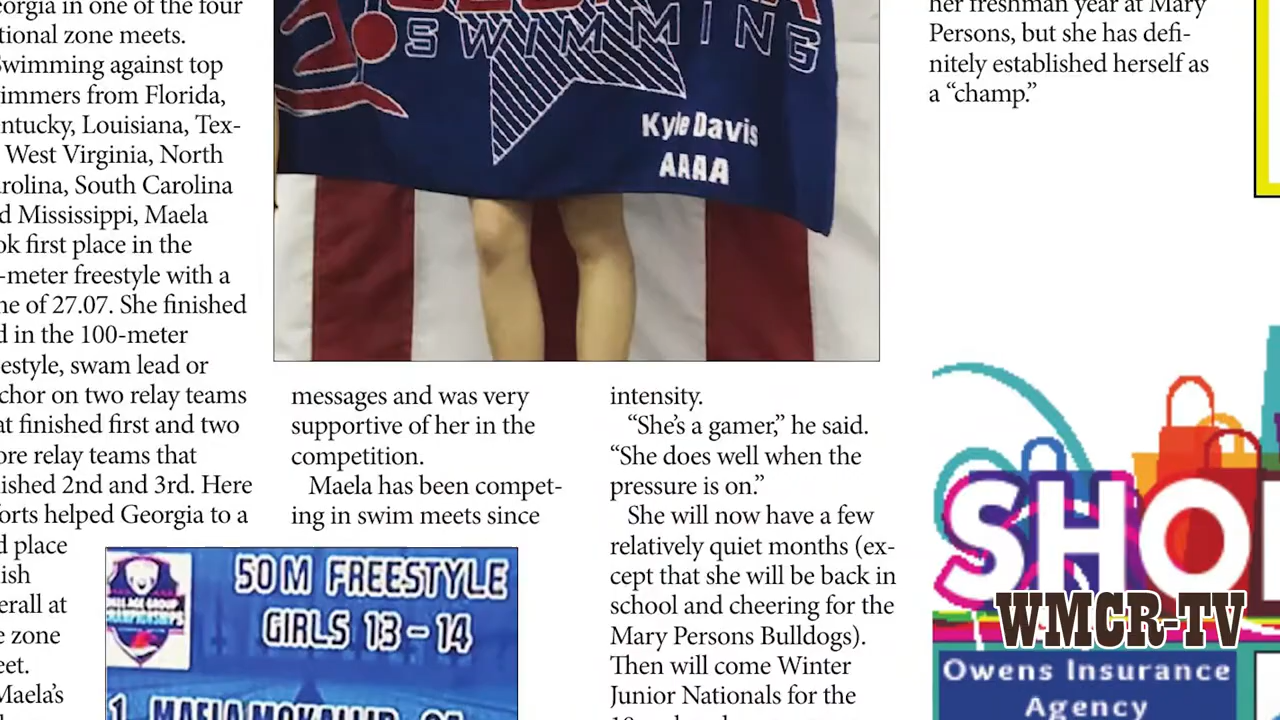 eorgia in one of the four
tional zone meets.
Swimming against top
immers from Florida,
ntucky, Louisiana, Tex-
West Virginia, North
rolina, South Carolina
d Mississippi, Maela
ok first place in the
-meter freestyle with a
ne of 27.07. She finished
d in the 100-meter
estyle, swam lead or
chor on two relay teams
at finished first and two
ore relay teams that
ished 2nd and 3rd. Here
forts helped Georgia to a
d place
ish
erall at
e zone
eet.
Maela's
SWIMMING
Kyle Davis
AAAA
messages and was very
supportive of her in the
competition.
Maela has been compet-
ing in swim meets since
50 M FREESTYLE
GIRLS 13 - 14
intensity.
“She’s a gamer,” he said.
“She does well when the
pressure is on.”
She will now have a few
relatively quiet months (ex-
cept that she will be back in
school and cheering for the
Mary Persons Bulldogs).
Then will come Winter
Junior Nationals for the
her freshman year at Mary
Persons, but she has defi-
nitely established herself as
a “champ.”
SHO
WMCR-TV
Owens Insurance
Agency